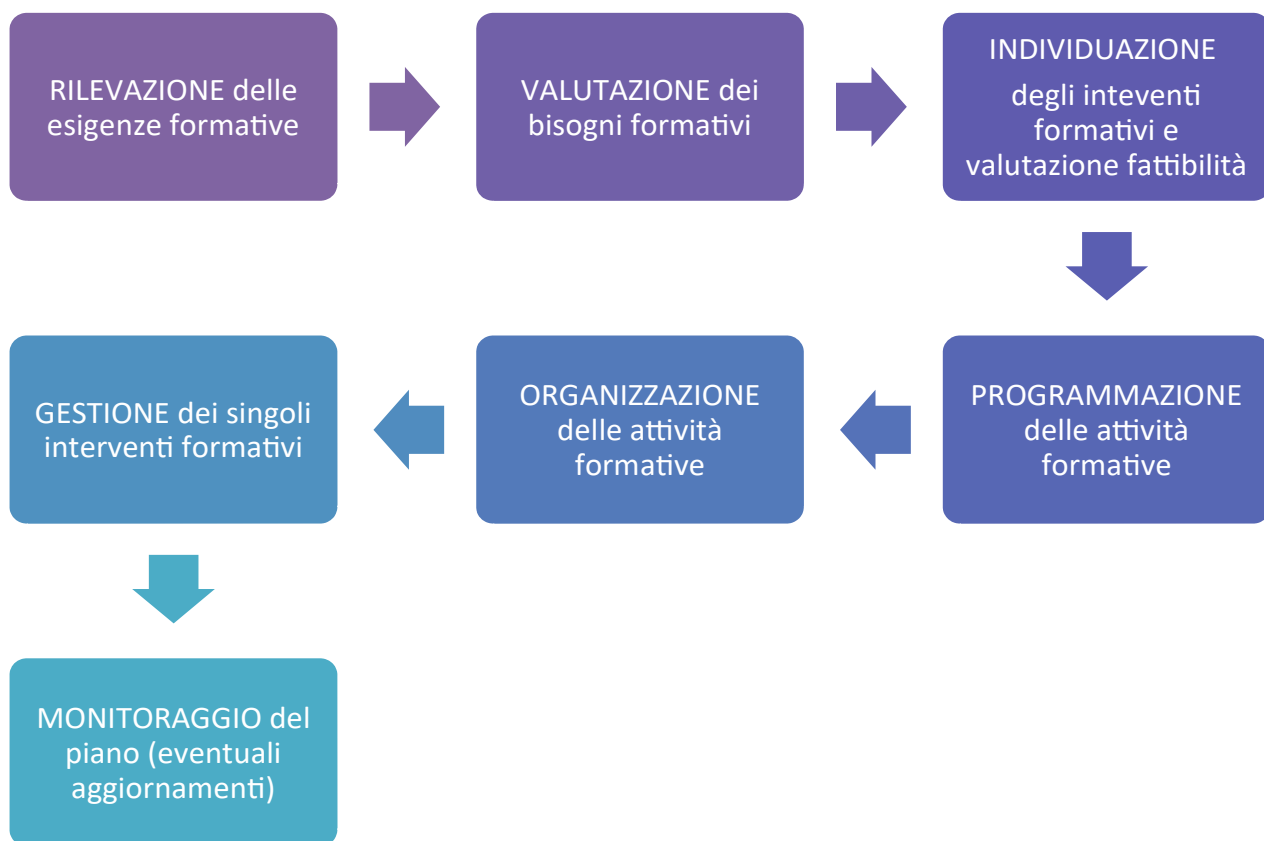 RILEVAZIONE delle
esigenze formative
VALUTAZIONE dei
bisogni formativi
INDIVIDUAZIONE
degli inteventi
formativi e
valutazione fattibilità
PROGRAMMAZIONE
delle attività
formative
ORGANIZZAZIONE
delle attività
formative
GESTIONE dei singoli
interventi formativi
MONITORAGGIO del
piano (eventuali
aggiornamenti)